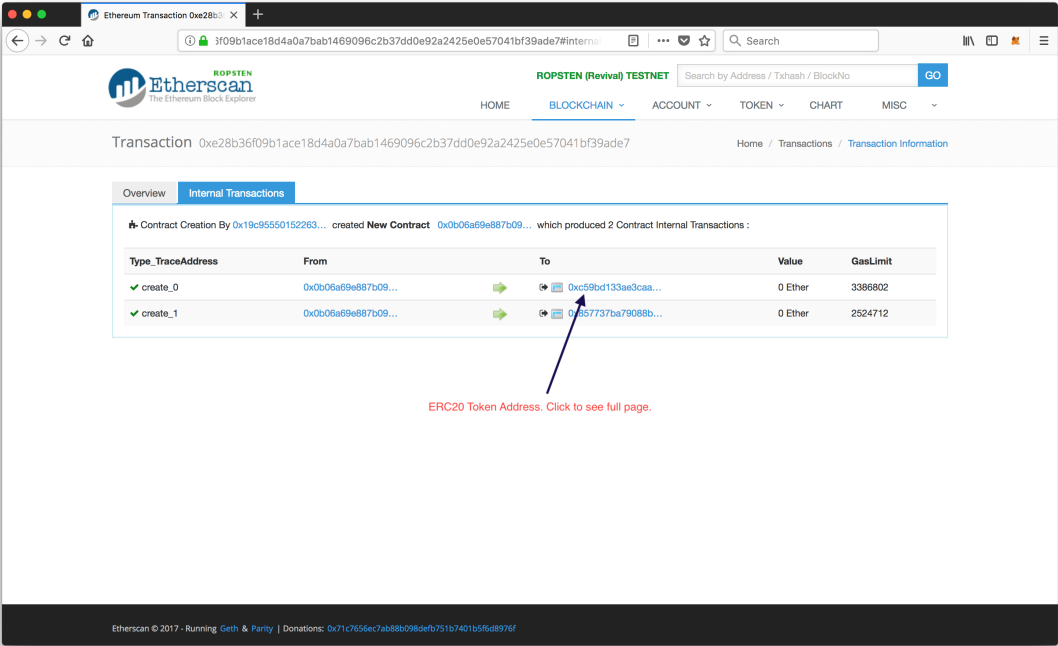 Ethereum Transaction 0xe28b3
3f09b1ace18d4a0a7bab1469096c2b37dd0e92a2425e0e57041bf39ade7#interna
Search
ROPSTEN
Etherscan
The Ethereum Block Explorer
ROPSTEN (Revival) TESTNET
Search by Address / Txhash / BlockNo
GO
HOME BLOCKCHAIN ACCOUNT TOKEN CHART MISC
Transaction 0xe28b36f09b1ace18d4a0a7bab1469096c2b37dd0e92a2425e0e57041bf39ade7
Home / Transactions / Transaction Information
Overview Internal Transactions
Contract Creation By 0x19c95550152263... created New Contract 0x0b06a69e887b09... which produced 2 Contract Internal Transactions :
Type_TraceAddress From To Value GasLimit
create_0 0x0b06a69e887b09... 0xc59bd133ae3caa... 0 Ether 3386802
create_1 0x0b06a69e887b09... 0x857737ba79088b... 0 Ether 2524712
ERC20 Token Address. Click to see full page.
Etherscan © 2017 - Running Geth & Parity | Donations: 0x71c7656ec7ab88b098defb751b7401b5f6d8976f